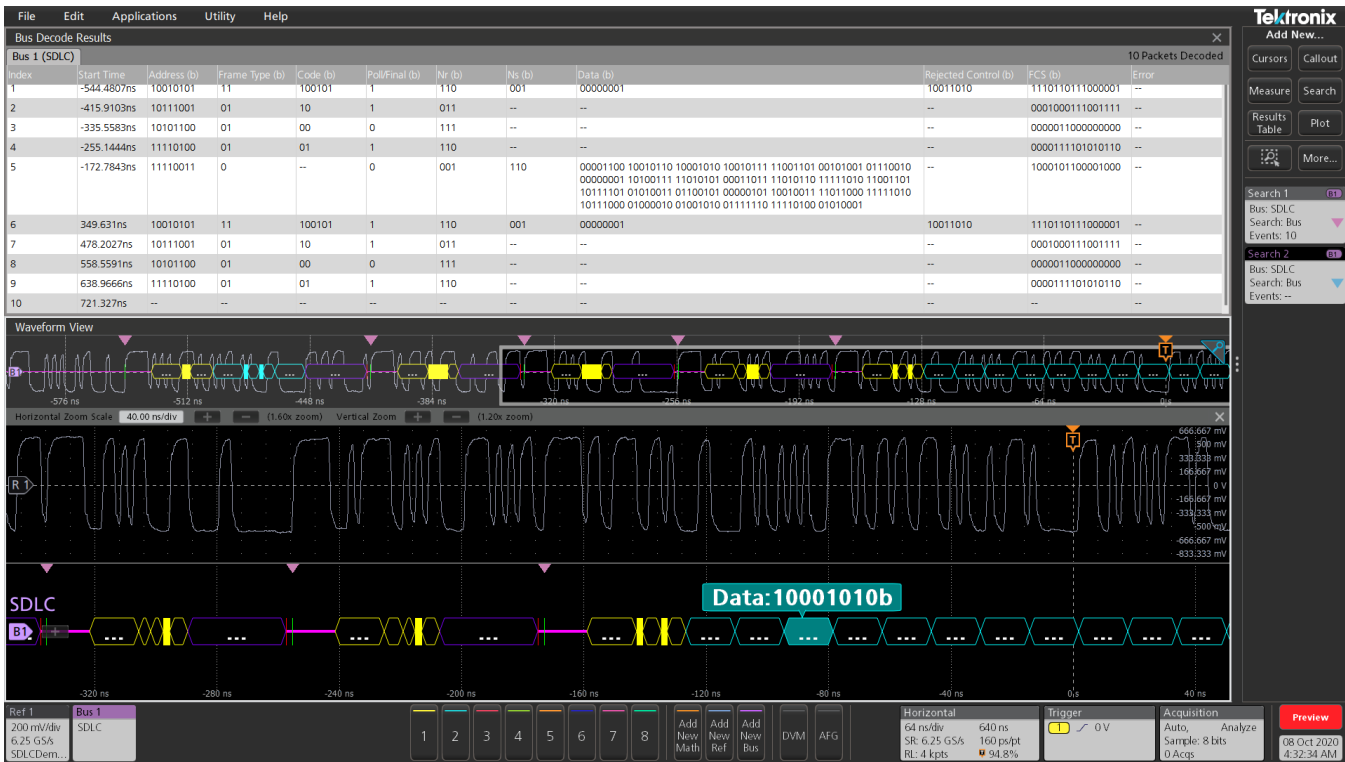 File Edit Applications Utility Help
Tektronix
Add New...
Bus Decode Results
Bus 1 (SDLC)
10 Packets Decoded
Index Start Time Address (b) Frame Type (b) Code (b) Poll/Final (b) Nr (b) Ns (b) Data (b) Rejected Control (b) FCS (b) Error
1 -544.4807ns 10010101 11 100101 1 110 001 00000001 10011010 1110110111000001 --
2 -415.9103ns 10111001 01 10 1 011 -- -- -- 0001000111001111 --
3 -335.5583ns 10101100 01 00 0 111 -- -- -- 0000011000000000 --
4 -255.1444ns 11110100 01 01 1 110 -- -- -- 0000111101010110 --
5 -172.7843ns 11110011 0 -- 0 001 110 00001100 10010110 10001010 10010111 11001101 00101001 01110010 -- 1000101100001000 --
00000001 10100111 11010101 00011011 11010110 11111010 11001101
10111101 01010011 01100101 00000101 10010011 11011000 11111010
10111000 01000010 01001010 01111110 11110100 01010001
6 349.631ns 10010101 11 100101 1 110 001 00000001 10011010 1110110111000001 --
7 478.2027ns 10111001 01 10 1 011 -- -- -- 0001000111001111 --
8 558.5591ns 10101100 01 00 0 111 -- -- -- 0000011000000000 --
9 638.9666ns 11110100 01 01 1 110 -- -- -- 0000111101010110 --
10 721.327ns -- -- -- -- -- -- -- -- -- --
Cursors Callout
Measure Search
Results Table Plot
More...
Search 1 B1
Bus: SDLC
Search: Bus
Events: 10
Search 2 B1
Bus: SDLC
Search: Bus
Events: --
Waveform View
T
B1 ... ... ... ... ... ... ... ... ... ... ... ... ... ...
-576 ns -512 ns -448 ns -384 ns -320 ns -256 ns -192 ns -128 ns -64 ns 0 s
Horizontal Zoom Scale 40.00 ns/div + − (1.60x zoom) Vertical Zoom + − (1.20x zoom)
T
666.667 mV
500 mV
333.333 mV
166.667 mV
R 1 0 V
-166.667 mV
-333.333 mV
-500 mV
-666.667 mV
-833.333 mV
Data:10001010b
SDLC
B1 + ... ... ... ... ... ... ... ... ... ... ... ... ... ...
-320 ns -280 ns -240 ns -200 ns -160 ns -120 ns -80 ns -40 ns 0 s 40 ns
Ref 1
200 mV/div
6.25 GS/s
SDLCDem...
Bus 1
SDLC
1 2 3 4 5 6 7 8
Add New Math
Add New Ref
Add New Bus
DVM AFG
Horizontal
64 ns/div 640 ns
SR: 6.25 GS/s 160 ps/pt
RL: 4 kpts 94.8%
Trigger
1 0 V
Acquisition
Auto, Analyze
Sample: 8 bits
0 Acqs
Preview
08 Oct 2020
4:32:34 AM